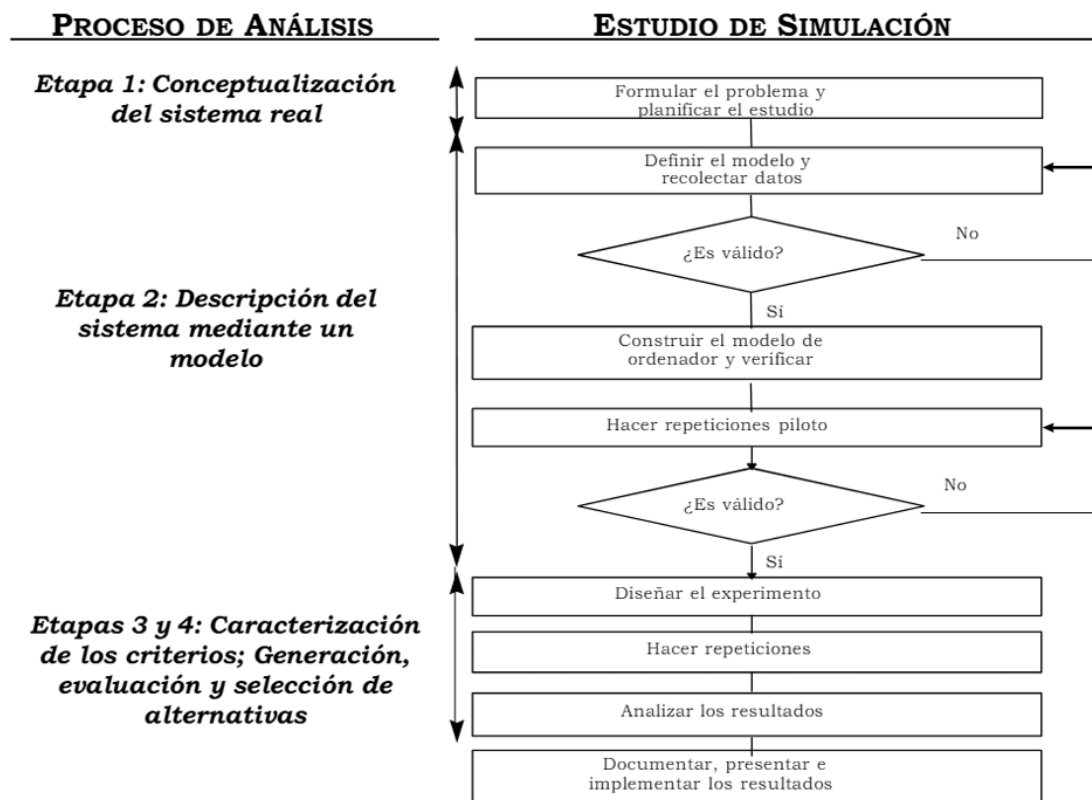 PROCESO DE ANÁLISIS
ESTUDIO DE SIMULACIÓN
Etapa 1: Conceptualización
del sistema real
Formular el problema y
planificar el estudio
Definir el modelo y
recolectar datos
¿Es válido?
No
Sí
Etapa 2: Descripción del
sistema mediante un
modelo
Construir el modelo de
ordenador y verificar
Hacer repeticiones piloto
¿Es válido?
No
Sí
Etapas 3 y 4: Caracterización
de los criterios; Generación,
evaluación y selección de
alternativas
Diseñar el experimento
Hacer repeticiones
Analizar los resultados
Documentar, presentar e
implementar los resultados